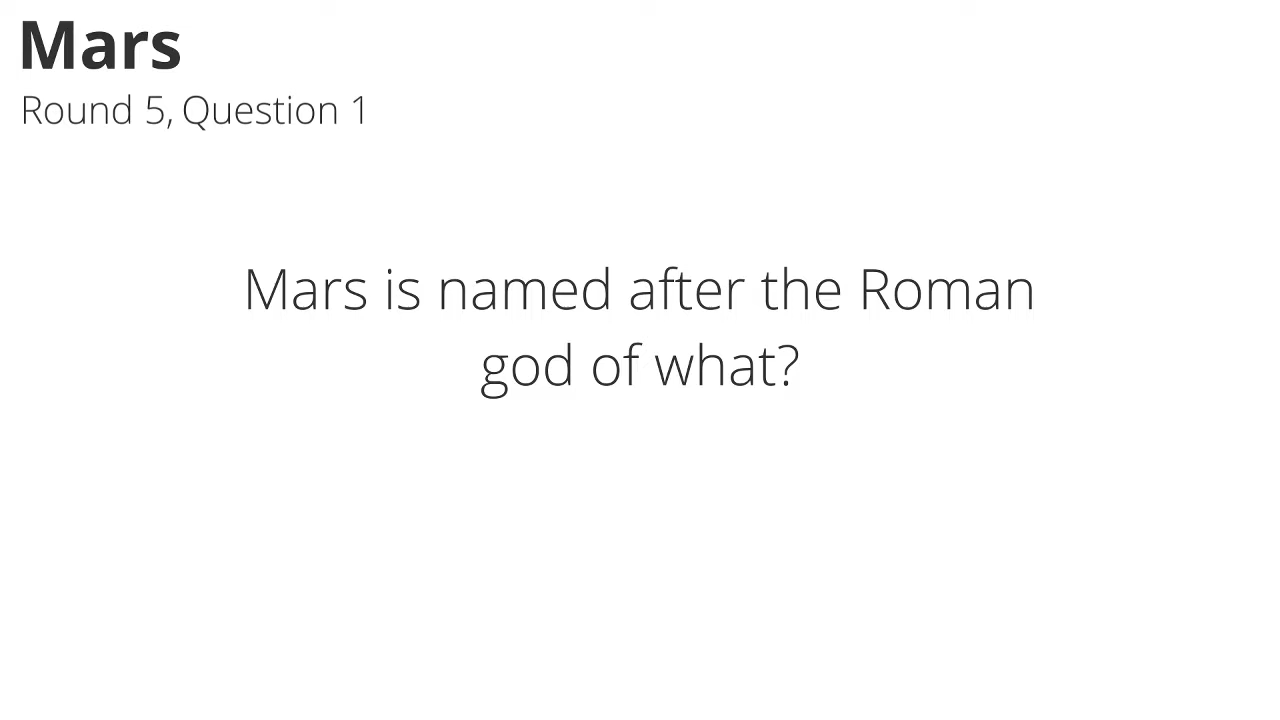 Mars
Round 5, Question 1
Mars is named after the Roman
god of what?